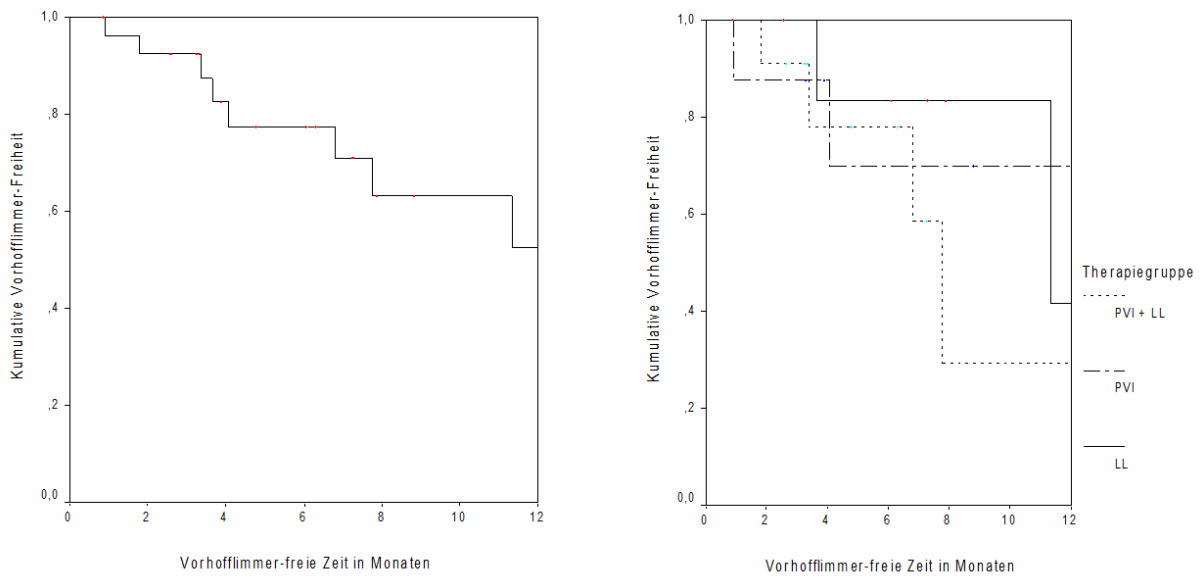 Kumulative Vorhofflimmer-Freiheit
1,0
,8
,6
,4
,2
0,0
0 2 4 6 8 10 12
Vorhofflimmer-freie Zeit in Monaten
Kumulative Vorhofflimmer-Freiheit
1,0
,8
,6
,4
,2
0,0
0 2 4 6 8 10 12
Vorhofflimmer-freie Zeit in Monaten
Therapiegruppe
PVI + LL
PVI
LL